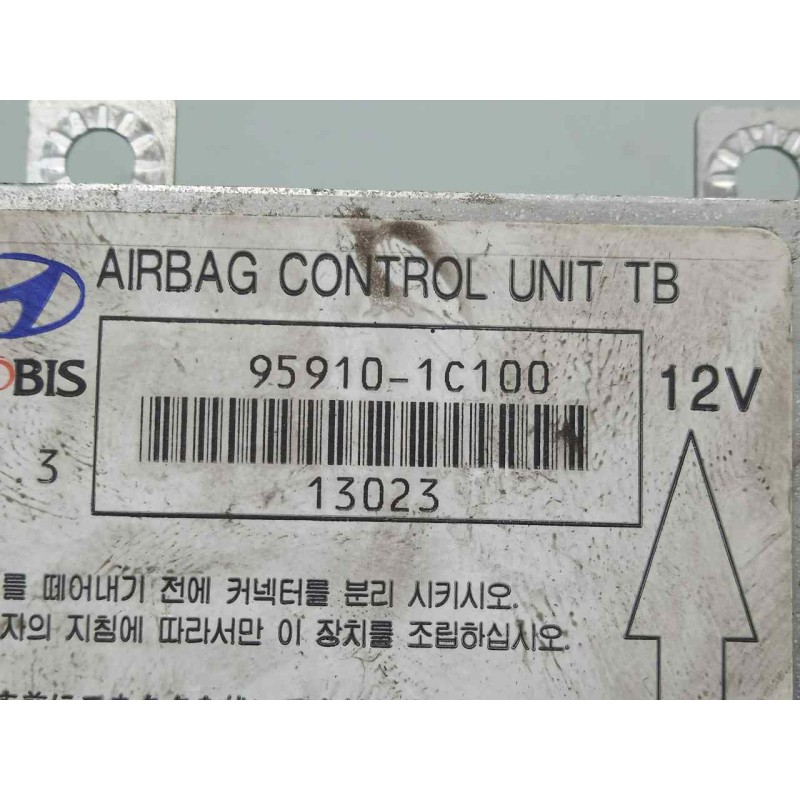 AIRBAG CONTROL UNIT TB
OBIS
95910-1C100
12V
.3
13023
를 떼어내기 전에 커넥터를 분리 시키시오.
자의 지침에 따라서만 이 장치를 조립하십시오.